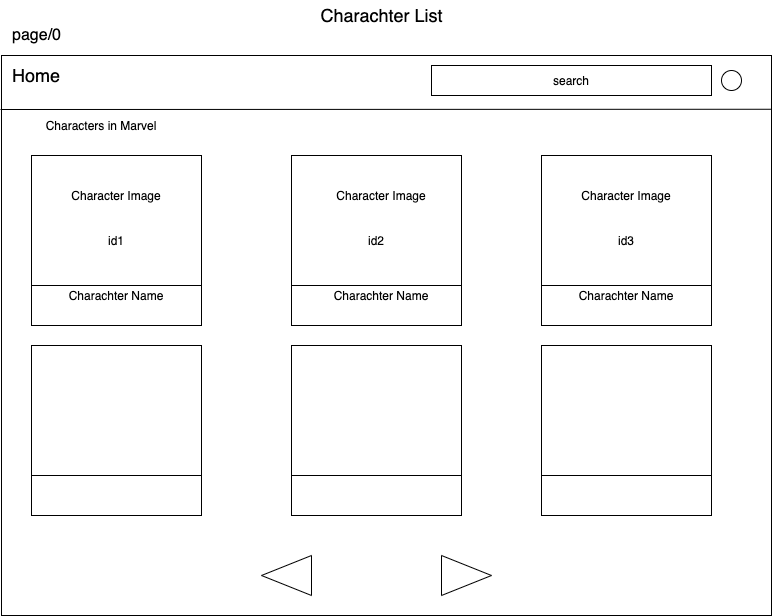 Charachter List
page/0
Home
search
Characters in Marvel
Character Image
Character Image
Character Image
id1
id2
id3
Charachter Name
Charachter Name
Charachter Name